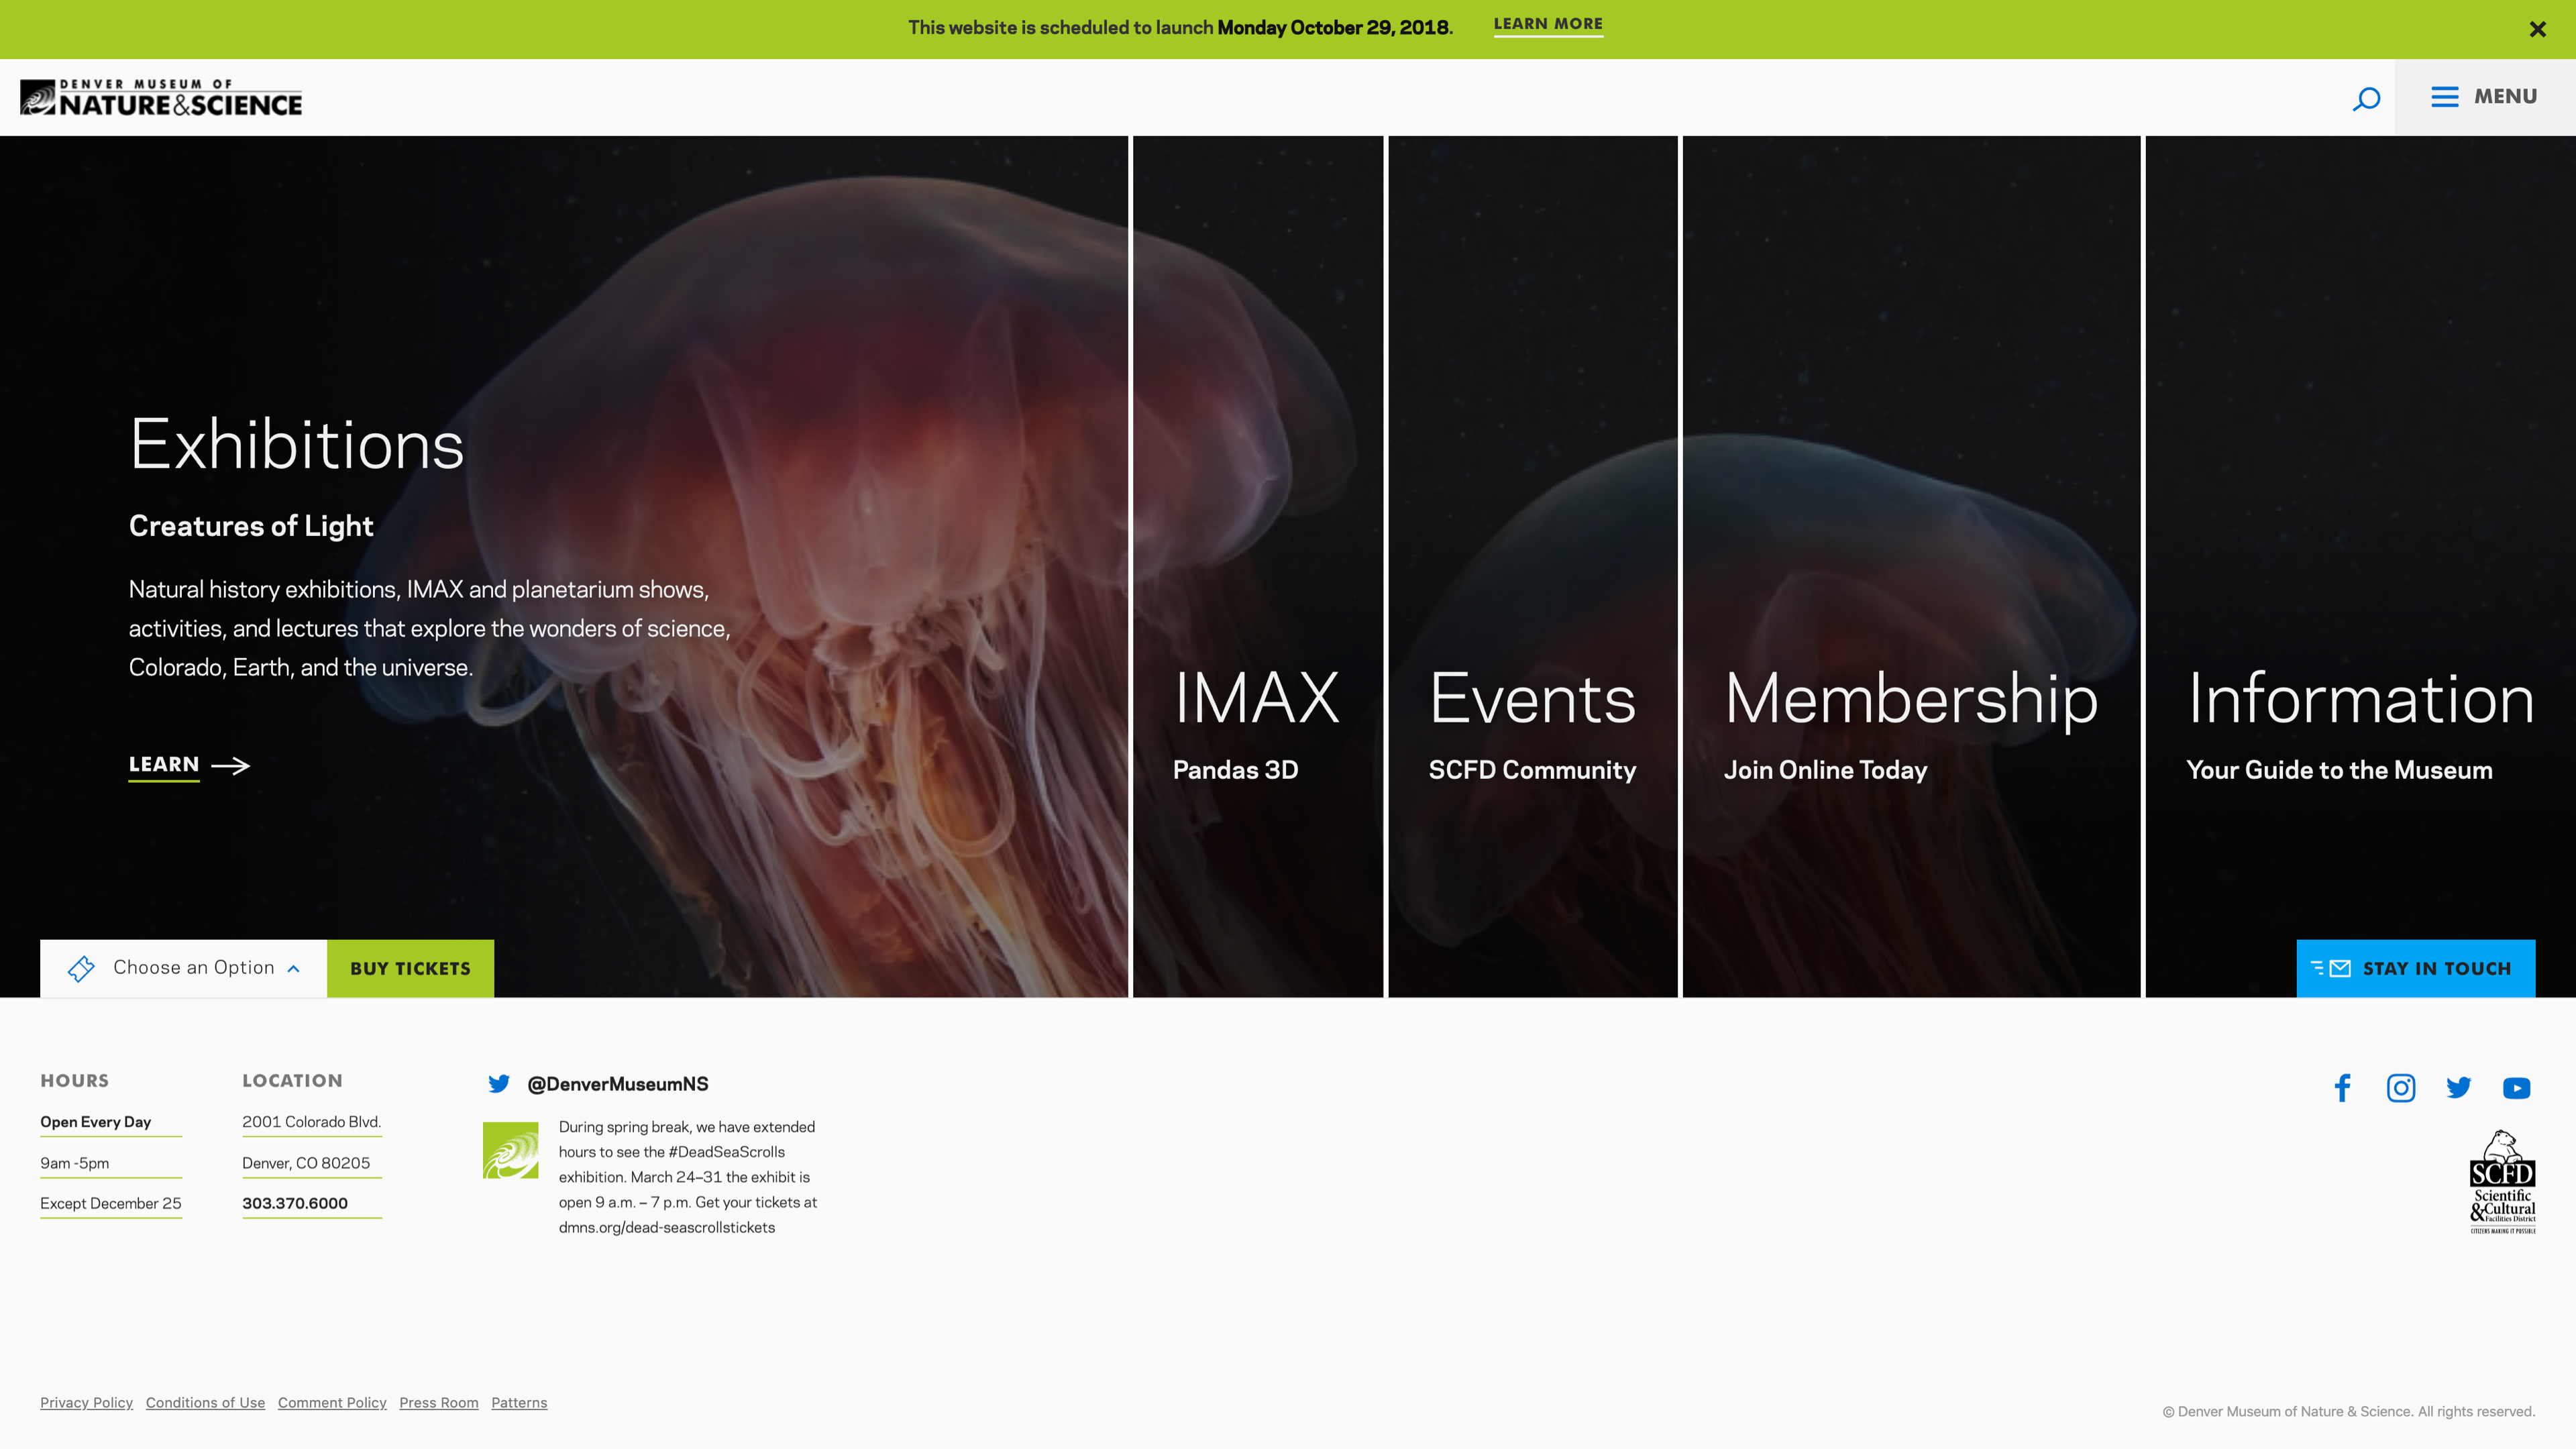 This website is scheduled to launch Monday October 29, 2018. LEARN MORE
DENVER MUSEUM OF
NATURE&SCIENCE
MENU
Exhibitions
Creatures of Light
Natural history exhibitions, IMAX and planetarium shows,
activities, and lectures that explore the wonders of science,
Colorado, Earth, and the universe.
LEARN
IMAX
Pandas 3D
Events
SCFD Community
Membership
Join Online Today
Information
Your Guide to the Museum
Choose an Option
BUY TICKETS
STAY IN TOUCH
HOURS
Open Every Day
9am -5pm
Except December 25
LOCATION
2001 Colorado Blvd.
Denver, CO 80205
303.370.6000
@DenverMuseumNS
During spring break, we have extended
hours to see the #DeadSeaScrolls
exhibition. March 24–31 the exhibit is
open 9 a.m. – 7 p.m. Get your tickets at
dmns.org/dead-seascrollstickets
SCFD
Scientific
&Cultural
Facilities District
CITIZENS MAKING IT POSSIBLE
Privacy Policy Conditions of Use Comment Policy Press Room Patterns
© Denver Museum of Nature & Science. All rights reserved.